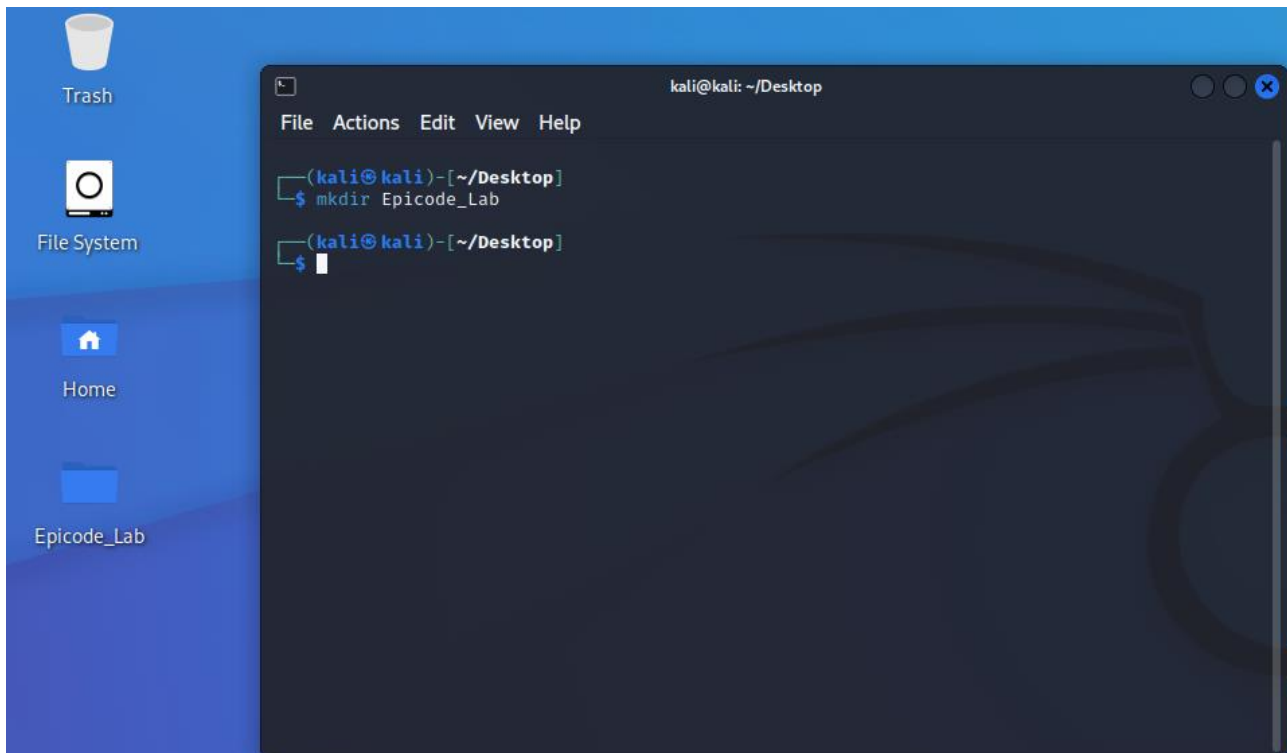 Trash
File System
Home
Epicode_Lab
kali@kali: ~/Desktop
File Actions Edit View Help
┌──(kali㉿kali)-[~/Desktop]
└─$ mkdir Epicode_Lab
┌──(kali㉿kali)-[~/Desktop]
└─$